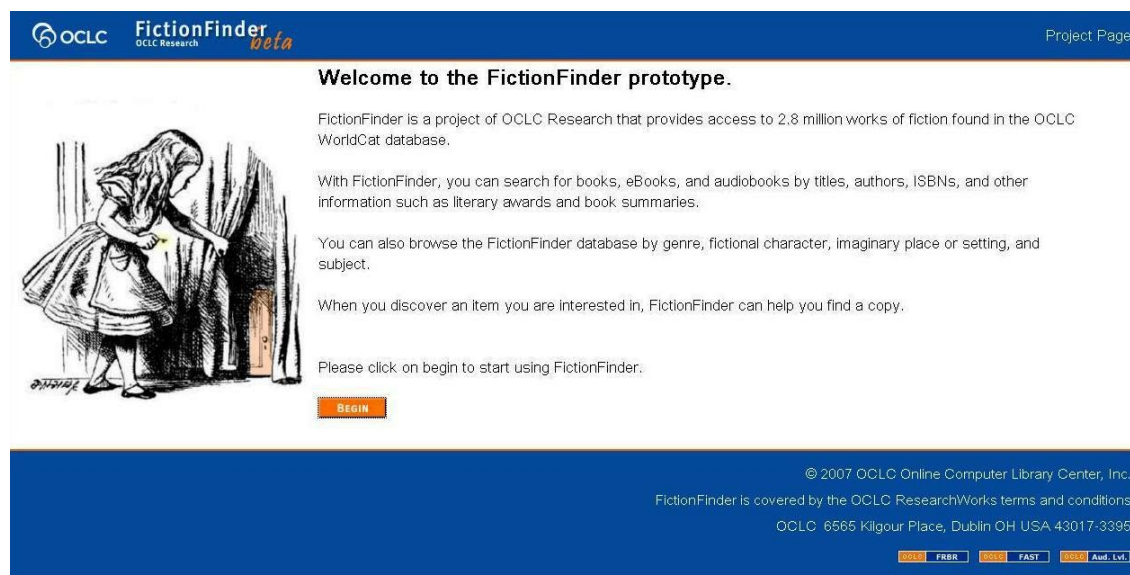 OCLC FictionFinder beta
OCLC Research
Project Page
Welcome to the FictionFinder prototype.
FictionFinder is a project of OCLC Research that provides access to 2.8 million works of fiction found in the OCLC
WorldCat database.
With FictionFinder, you can search for books, eBooks, and audiobooks by titles, authors, ISBNs, and other
information such as literary awards and book summaries.
You can also browse the FictionFinder database by genre, fictional character, imaginary place or setting, and
subject.
When you discover an item you are interested in, FictionFinder can help you find a copy.
Please click on begin to start using FictionFinder.
BEGIN
© 2007 OCLC Online Computer Library Center, Inc.
FictionFinder is covered by the OCLC ResearchWorks terms and conditions
OCLC 6565 Kilgour Place, Dublin OH USA 43017-3395
OCLC FRBR OCLC FAST OCLC Aud. Lvl.